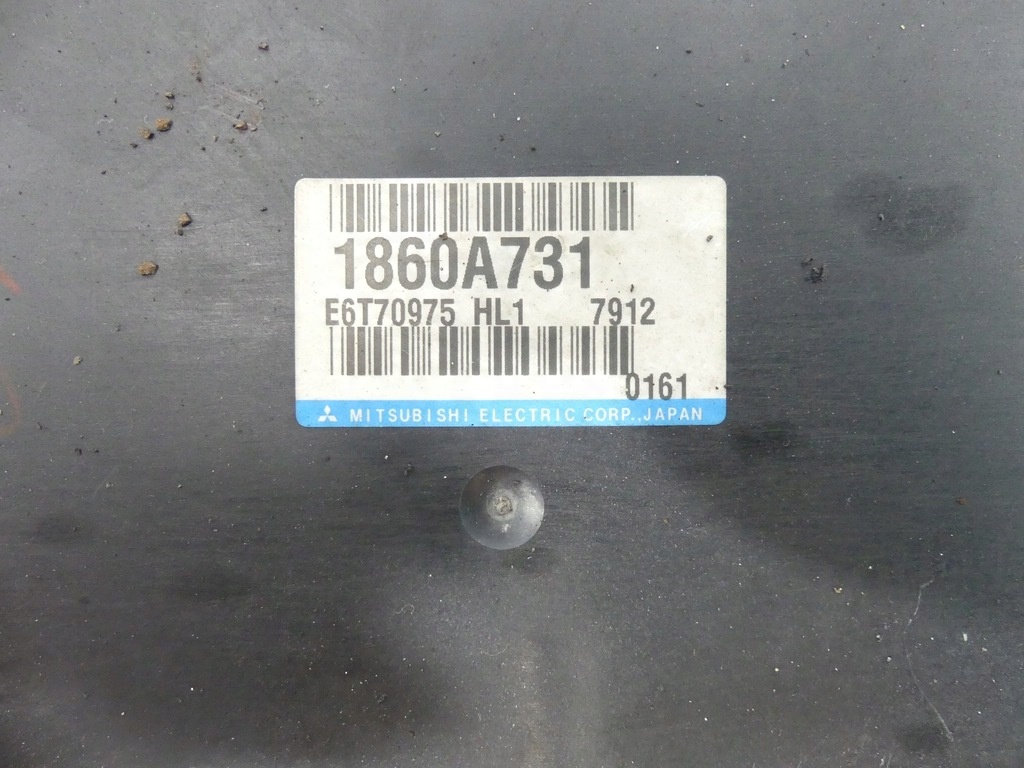 1860A731
E6T70975 HL1 7912
0161
MITSUBISHI ELECTRIC CORP., JAPAN